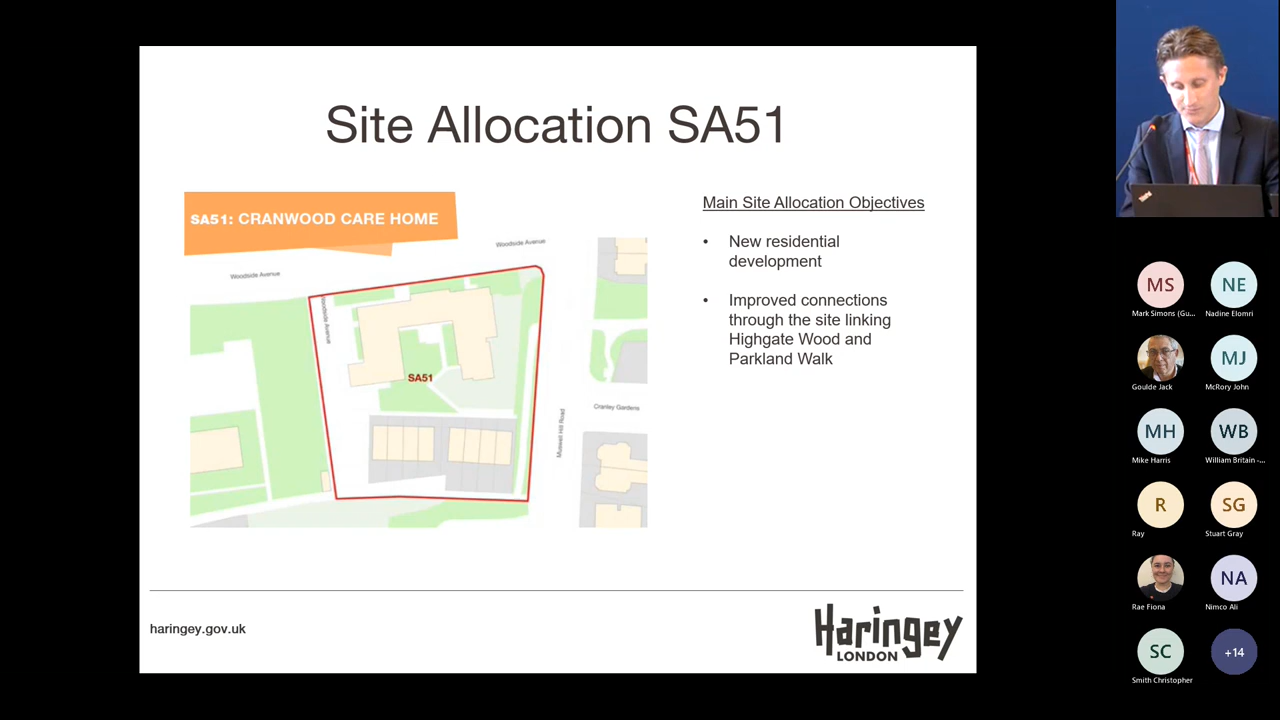 Site Allocation SA51
SA51: CRANWOOD CARE HOME
Main Site Allocation Objectives
• New residential
development
• Improved connections
through the site linking
Highgate Wood and
Parkland Walk
Woodside Avenue
Woodside Avenue
Woodside Avenue
SA51
Cranley Gardens
Muswell Hill Road
haringey.gov.uk
Haringey
LONDON
ThinkPad
MS
NE
Mark Simons (Gu...
Nadine Elomri
MJ
Goulde Jack
McRory John
MH
WB
Mike Harris
William Britain -...
R
SG
Ray
Stuart Gray
NA
Rae Fiona
Nimco Ali
SC
+14
Smith Christopher